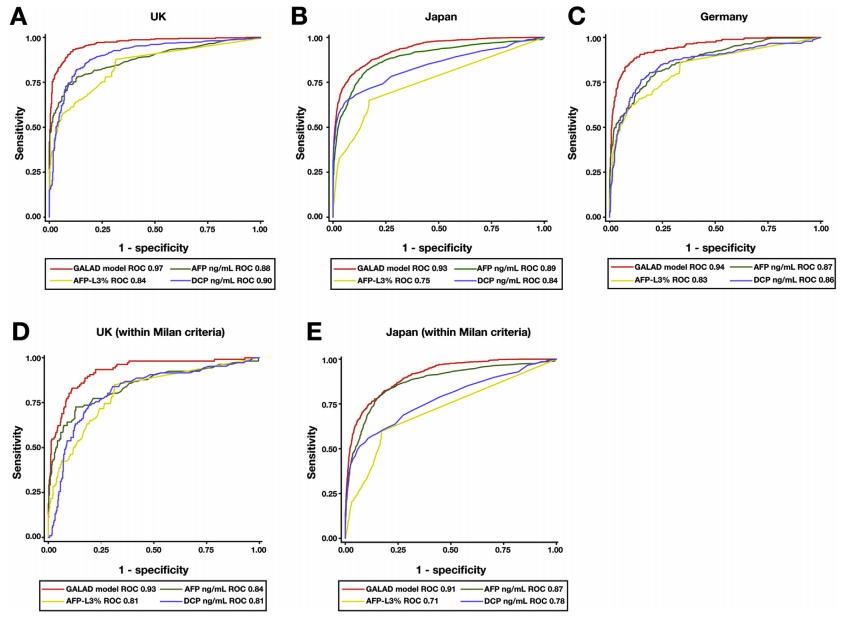 A
UK
Sensitivity
1.00
0.75
0.50
0.25
0.00
0.00 0.25 0.50 0.75 1.00
1 - specificity
GALAD model ROC 0.97 AFP ng/mL ROC 0.88
AFP-L3% ROC 0.84 DCP ng/mL ROC 0.90
B
Japan
Sensitivity
1.00
0.75
0.50
0.25
0.00
0.00 0.25 0.50 0.75 1.00
1 - specificity
GALAD model ROC 0.93 AFP ng/mL ROC 0.89
AFP-L3% ROC 0.75 DCP ng/mL ROC 0.84
C
Germany
Sensitivity
1.00
0.75
0.50
0.25
0.00
0.00 0.25 0.50 0.75 1.00
1 - specificity
GALAD model ROC 0.94 AFP ng/mL ROC 0.87
AFP-L3% ROC 0.83 DCP ng/mL ROC 0.86
D
UK (within Milan criteria)
Sensitivity
1.00
0.75
0.50
0.25
0.00
0.00 0.25 0.50 0.75 1.00
1 - specificity
GALAD model ROC 0.93 AFP ng/mL ROC 0.84
AFP-L3% ROC 0.81 DCP ng/mL ROC 0.81
E
Japan (within Milan criteria)
Sensitivity
1.00
0.75
0.50
0.25
0.00
0.00 0.25 0.50 0.75 1.00
1 - specificity
GALAD model ROC 0.91 AFP ng/mL ROC 0.87
AFP-L3% ROC 0.71 DCP ng/mL ROC 0.78